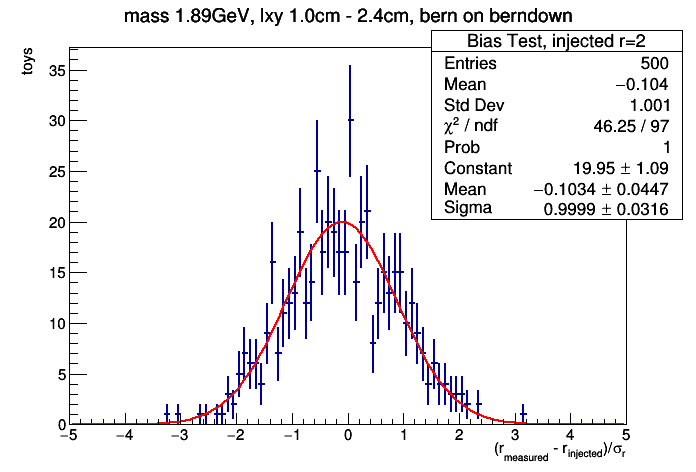 mass 1.89GeV, lxy 1.0cm - 2.4cm, bern on berndown
Bias Test, injected r=2
Entries 500
Mean −0.104
Std Dev 1.001
χ² / ndf 46.25 / 97
Prob 1
Constant 19.95 ± 1.09
Mean −0.1034 ± 0.0447
Sigma 0.9999 ± 0.0316
toys
35
30
25
20
15
10
5
0
−5 −4 −3 −2 −1 0 1 2 3 4 5
(r_measured - r_injected)/σ_r